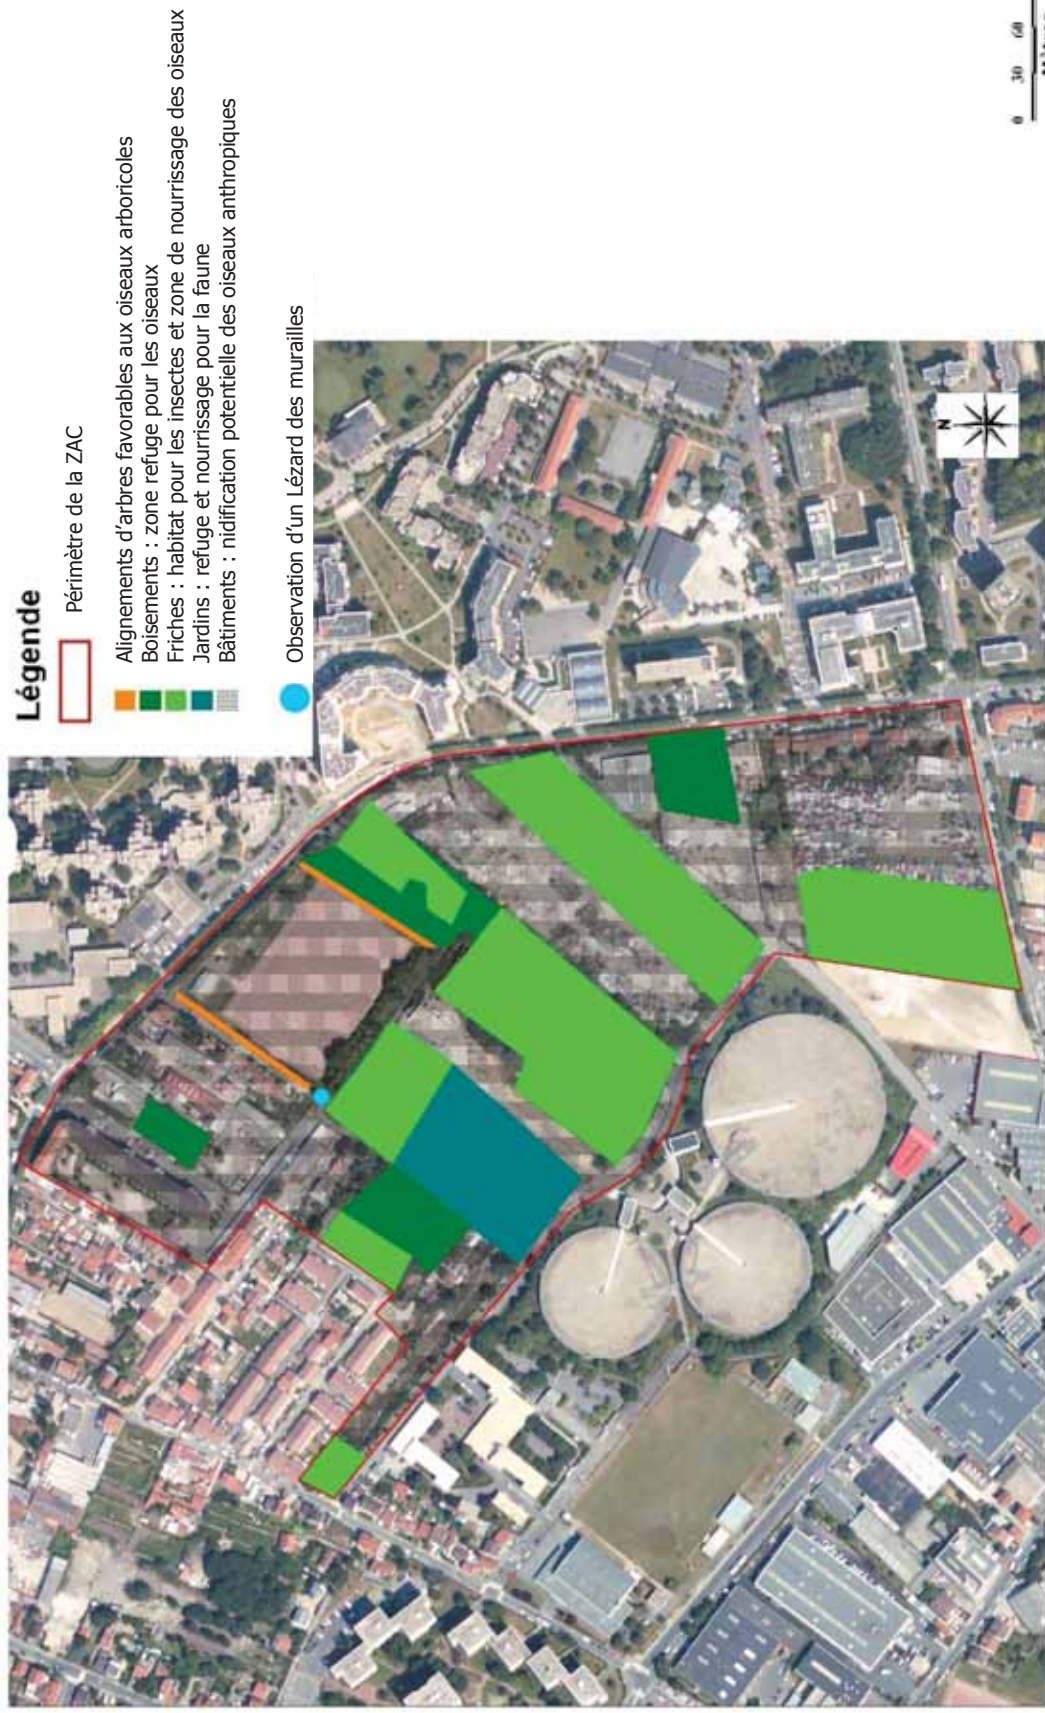 Légende
Périmètre de la ZAC
Alignements d'arbres favorables aux oiseaux arboricoles
Boisements : zone refuge pour les oiseaux
Friches : habitat pour les insectes et zone de nourrissage des oiseaux
Jardins : refuge et nourrissage pour la faune
Bâtiments : nidification potentielle des oiseaux anthropiques
Observation d'un Lézard des murailles
N
0 30 60